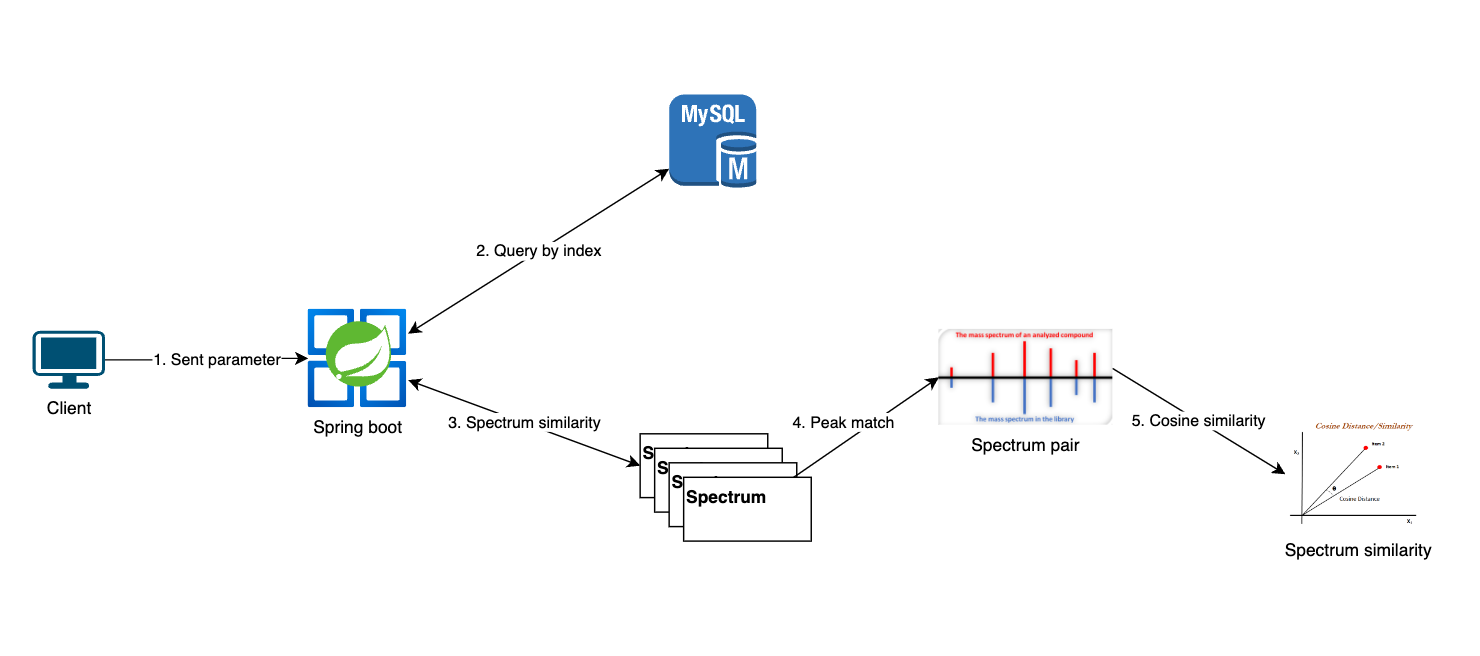 MySQL
M
2. Query by index
1. Sent parameter
Client
Spring boot
3. Spectrum similarity
S
S
S
Spectrum
4. Peak match
The mass spectrum of an analyzed compound
The mass spectrum in the library
Spectrum pair
5. Cosine similarity
Cosine Distance/Similarity
Item 2
X₂
Item 1
θ
Cosine Distance
X₁
Spectrum similarity